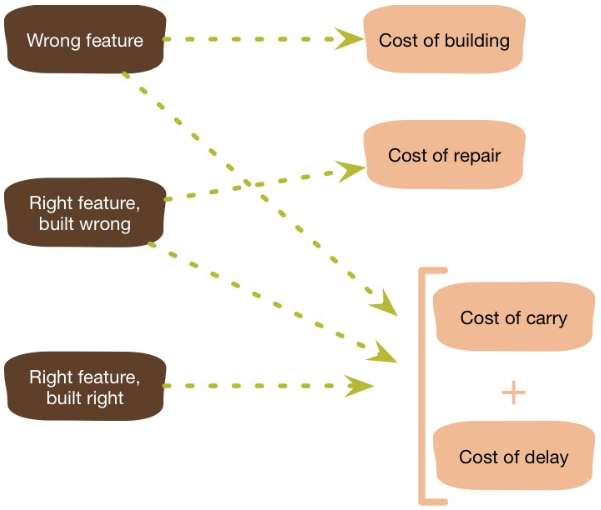 Wrong feature
Cost of building
Cost of repair
Right feature,
built wrong
Cost of carry
Right feature,
built right
+
Cost of delay